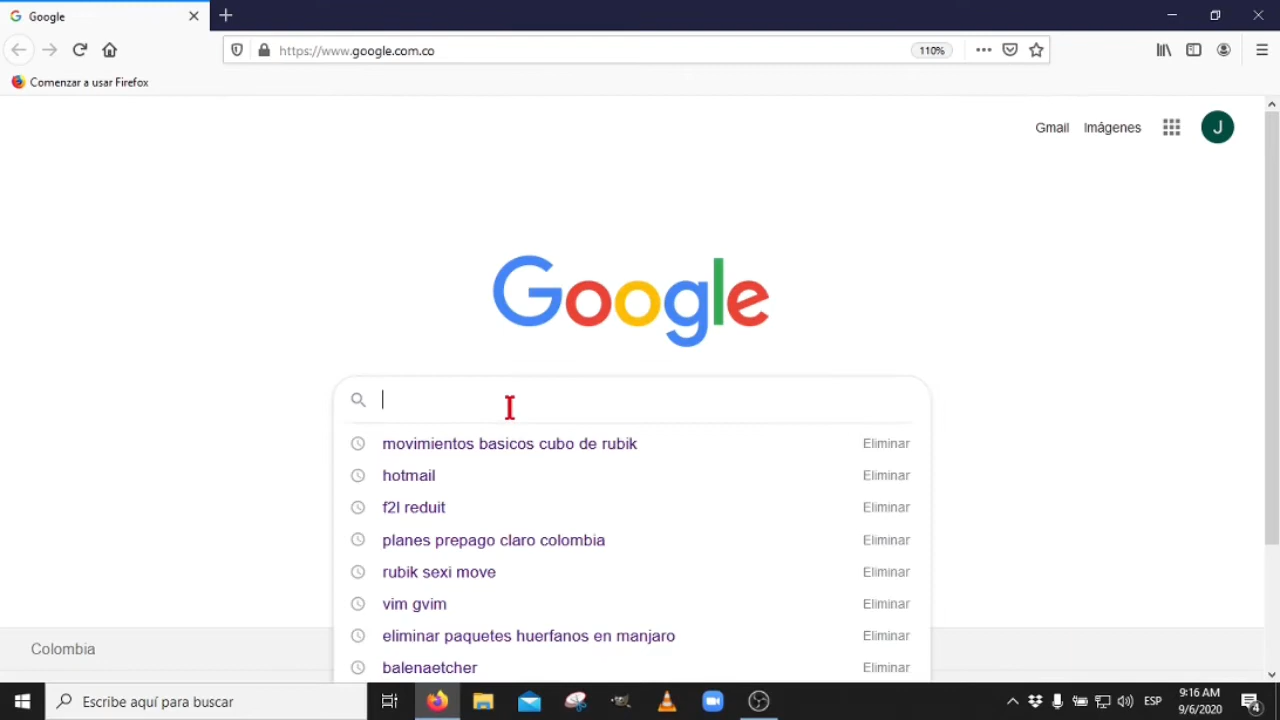 Google
https://www.google.com.co
110%
Comenzar a usar Firefox
Gmail
Imágenes
J
Google
movimientos basicos cubo de rubik
Eliminar
hotmail
Eliminar
f2l reduit
Eliminar
planes prepago claro colombia
Eliminar
rubik sexi move
Eliminar
vim gvim
Eliminar
eliminar paquetes huerfanos en manjaro
Eliminar
balenaetcher
Eliminar
Colombia
Escribe aquí para buscar
ESP
9:16 AM
9/6/2020
4